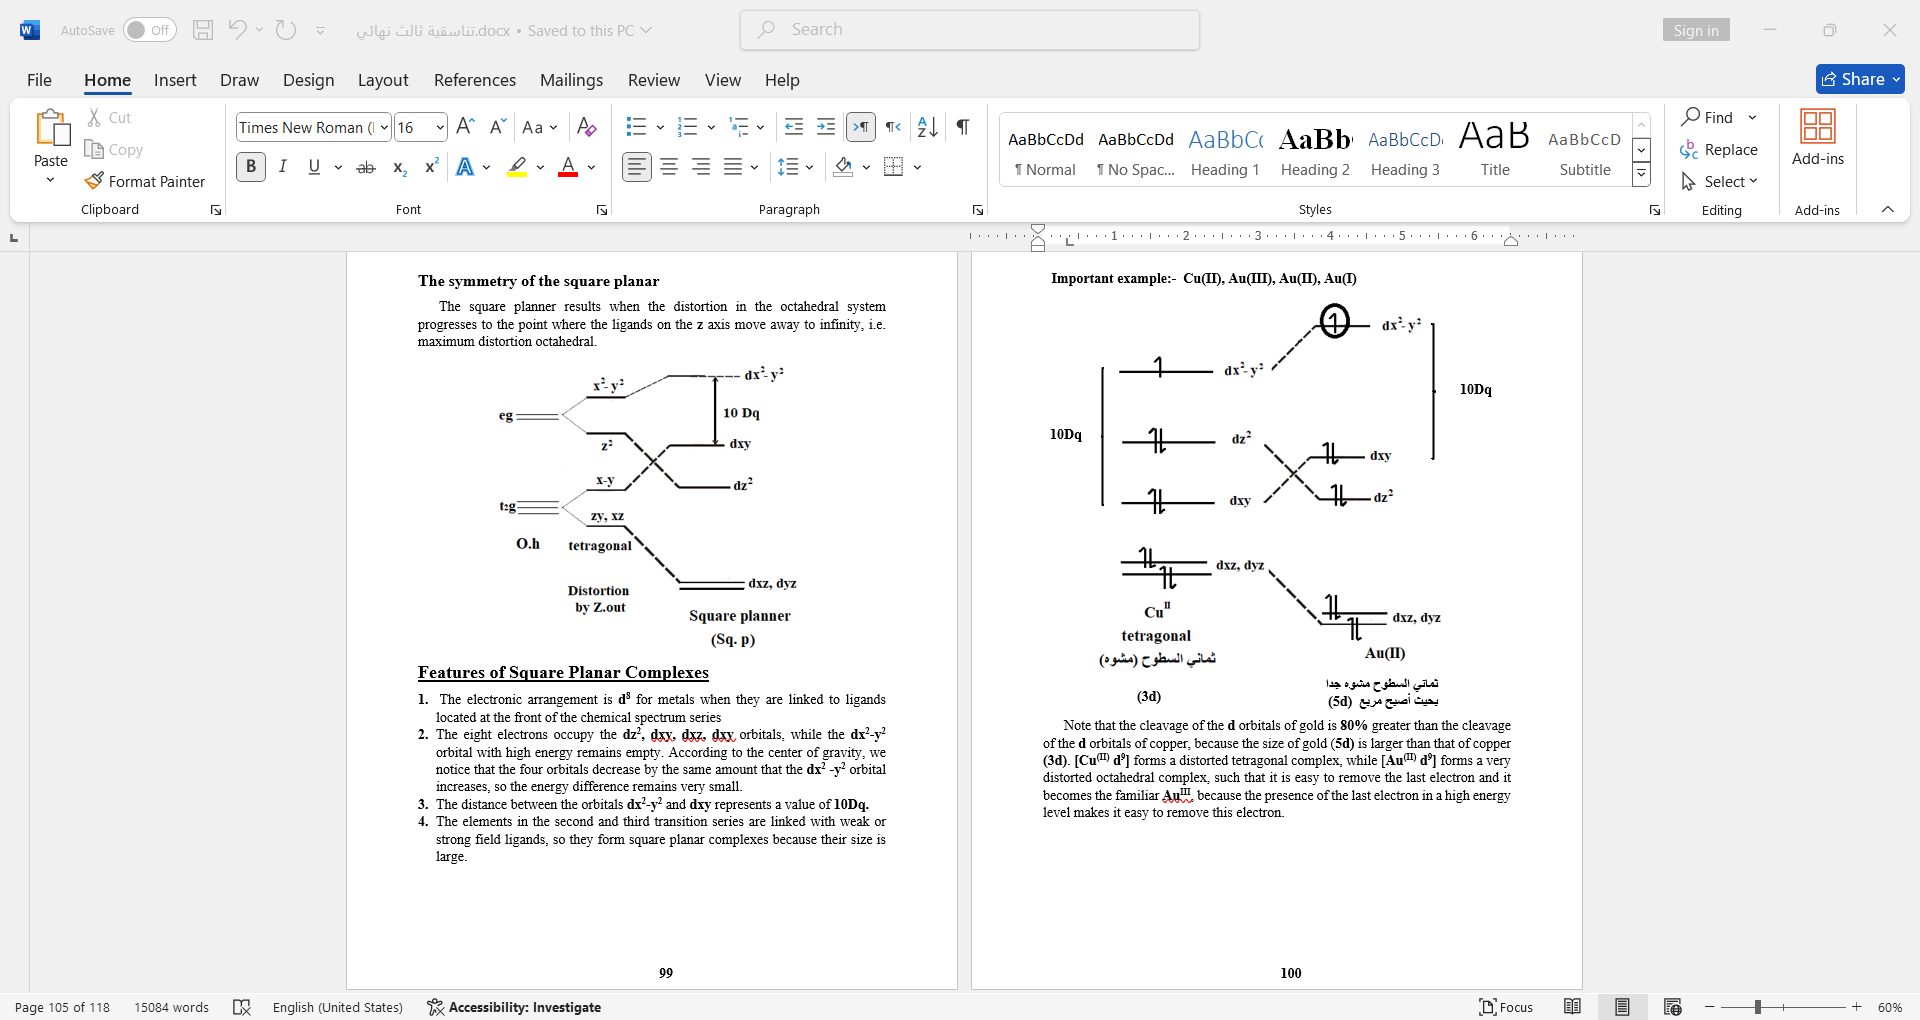 AutoSave Off تناسقية ثالث نهائي.docx • Saved to this PC Search Sign in
File Home Insert Draw Design Layout References Mailings Review View Help Share
Paste Cut
Copy
Format Painter
Clipboard
Times New Roman ( 16
B I U ab x₂ x² A A
Font
Paragraph
AaBbCcDd AaBbCcDd AaBbCc AaBb AaBbCcD AaB AaBbCcD
¶ Normal ¶ No Spac... Heading 1 Heading 2 Heading 3 Title Subtitle
Styles
Find
Replace
Select
Editing
Add-ins
Add-ins
1 2 3 4 5 6
The symmetry of the square planar
The square planner results when the distortion in the octahedral system
progresses to the point where the ligands on the z axis move away to infinity, i.e.
maximum distortion octahedral.
x²-y² dx²-y²
eg 10 Dq
z² dxy
x-y dz²
t₂g zy, xz
O.h tetragonal
dxz, dyz
Distortion
by Z.out
Square planner
(Sq. p)
Features of Square Planar Complexes
1. The electronic arrangement is d⁸ for metals when they are linked to ligands
located at the front of the chemical spectrum series
2. The eight electrons occupy the dz², dxy, dxz, dxy orbitals, while the dx²-y²
orbital with high energy remains empty. According to the center of gravity, we
notice that the four orbitals decrease by the same amount that the dx² -y² orbital
increases, so the energy difference remains very small.
3. The distance between the orbitals dx²-y² and dxy represents a value of 10Dq.
4. The elements in the second and third transition series are linked with weak or
strong field ligands, so they form square planar complexes because their size is
large.
99
Important example:- Cu(II), Au(III), Au(II), Au(I)
dx²-y²
dx²-y²
10Dq
10Dq dz²
dxy
dxy dz²
dxz, dyz
Cu^II
dxz, dyz
tetragonal
Au(II)
ثماني السطوح (مشوه)
ثماني السطوح مشوه جدا
(3d)
بحيث أصبح مربع (5d)
Note that the cleavage of the d orbitals of gold is 80% greater than the cleavage
of the d orbitals of copper, because the size of gold (5d) is larger than that of copper
(3d). [Cu⁽ᴵᴵ⁾ d⁹] forms a distorted tetragonal complex, while [Au⁽ᴵᴵ⁾ d⁹] forms a very
distorted octahedral complex, such that it is easy to remove the last electron and it
becomes the familiar Au^III, because the presence of the last electron in a high energy
level makes it easy to remove this electron.
100
Page 105 of 118 15084 words English (United States) Accessibility: Investigate Focus 60%